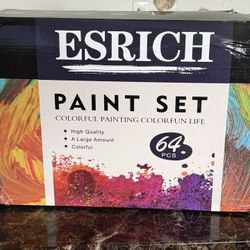 ESRICH
PAINT SET
COLORFUL PAINTING COLORFUN LIFE
High Quality
A Large Amount
Colorful
64
PCS